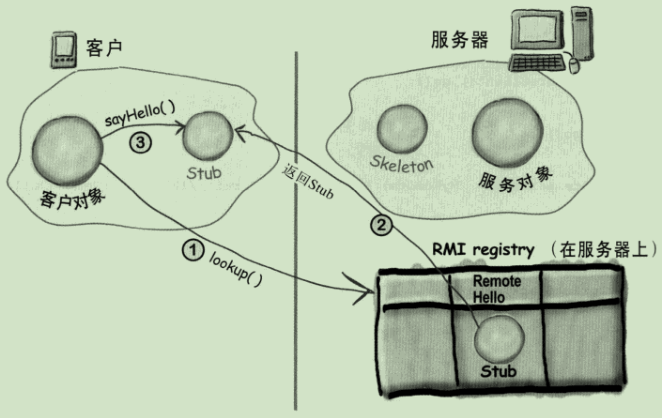 客户
服务器
sayHello()
③
Stub
客户对象
Skeleton
服务对象
返回Stub
②
①
lookup()
RMI registry （在服务器上）
Remote
Hello
Stub